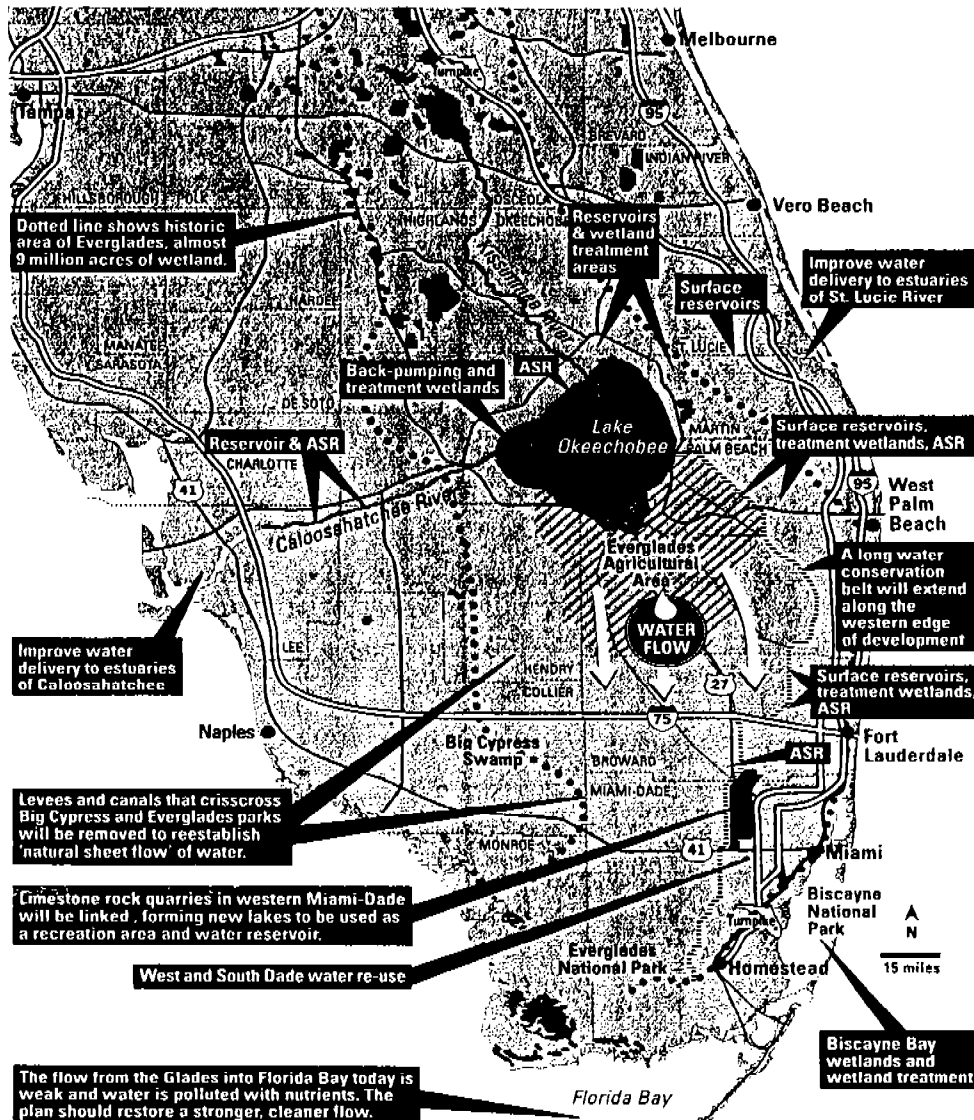 Melbourne
Turnpike
Tampa
95
BREVARD
INDIAN RIVER
HILLSBOROUGH
POLK
OSCEOLA
HIGHLANDS
OKEECHOBEE
Vero Beach
Dotted line shows historic
area of Everglades, almost
9 million acres of wetland.
Reservoirs
& wetland
treatment
areas
Surface
reservoirs
Improve water
delivery to estuaries
of St. Lucie River
Kissimmee River
HARDEE
MANATEE
SARASOTA
ST LUCIE
Back-pumping and
treatment wetlands
ASR
DE SOTO
Lake
Okeechobee
MARTIN
PALM BEACH
Surface reservoirs,
treatment wetlands, ASR
Reservoir & ASR
CHARLOTTE
41
Caloosahatchee River
95
West
Palm
Beach
Everglades
Agricultural
Area
A long water
conservation
belt will extend
along the
western edge
of development
WATER
FLOW
Improve water
delivery to estuaries
of Caloosahatchee
LEE
HENDRY
COLLIER
27
Surface reservoirs,
treatment wetlands,
ASR
75
Naples
Big Cypress
Swamp
BROWARD
ASR
Fort
Lauderdale
Levees and canals that crisscross
Big Cypress and Everglades parks
will be removed to reestablish
'natural sheet flow' of water.
MIAMI-DADE
MONROE
41
Miami
Limestone rock quarries in western Miami-Dade
will be linked, forming new lakes to be used as
a recreation area and water reservoir.
Biscayne
National
Park
Turnpike
N
15 miles
West and South Dade water re-use
Everglades
National Park
Homestead
Biscayne Bay
wetlands and
wetland treatment
The flow from the Glades into Florida Bay today is
weak and water is polluted with nutrients. The
plan should restore a stronger, cleaner flow.
Florida Bay